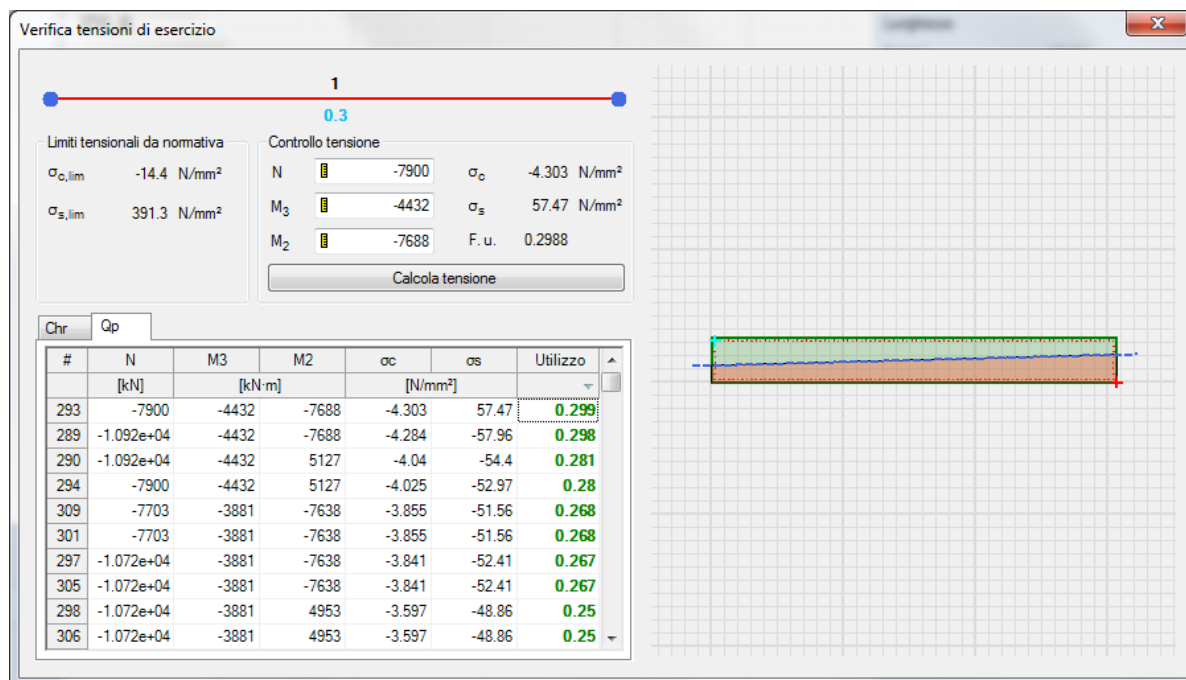 Verifica tensioni di esercizio
1
0.3
Limiti tensionali da normativa
σc,lim -14.4 N/mm²
σs,lim 391.3 N/mm²
Controllo tensione
N -7900 σc -4.303 N/mm²
M3 -4432 σs 57.47 N/mm²
M2 -7688 F. u. 0.2988
Calcola tensione
Chr Qp
# N M3 M2 σc σs Utilizzo
[kN] [kN·m] [N/mm²]
293 -7900 -4432 -7688 -4.303 57.47 0.299
289 -1.092e+04 -4432 -7688 -4.284 -57.96 0.298
290 -1.092e+04 -4432 5127 -4.04 -54.4 0.281
294 -7900 -4432 5127 -4.025 -52.97 0.28
309 -7703 -3881 -7638 -3.855 -51.56 0.268
301 -7703 -3881 -7638 -3.855 -51.56 0.268
297 -1.072e+04 -3881 -7638 -3.841 -52.41 0.267
305 -1.072e+04 -3881 -7638 -3.841 -52.41 0.267
298 -1.072e+04 -3881 4953 -3.597 -48.86 0.25
306 -1.072e+04 -3881 4953 -3.597 -48.86 0.25